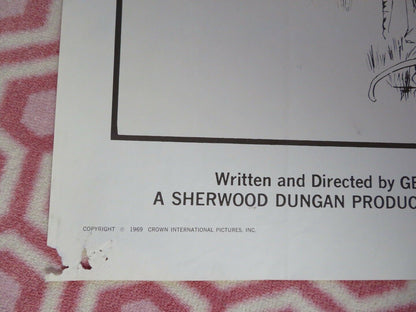 Written and Directed by GE
A SHERWOOD DUNGAN PRODUC
COPYRIGHT © 1969 CROWN INTERNATIONAL PICTURES, INC.